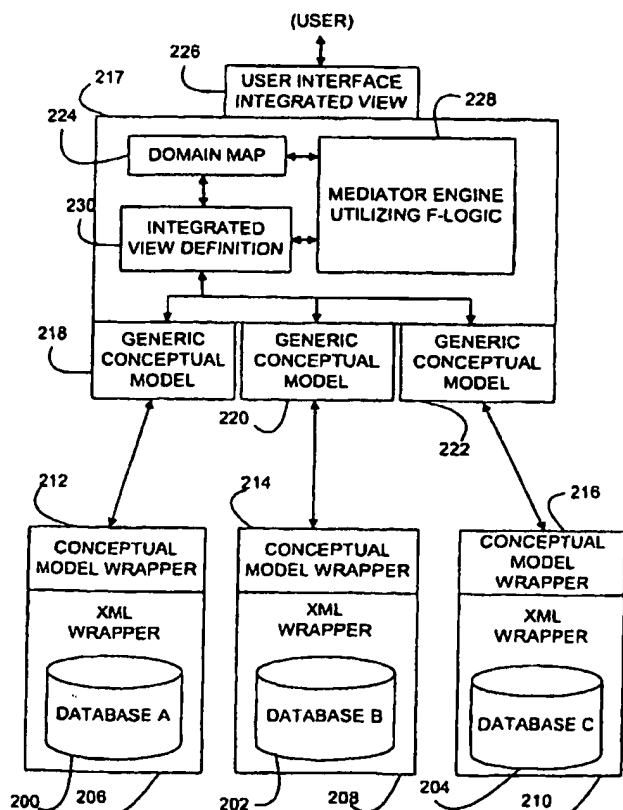 (USER)
226
217
USER INTERFACE
INTEGRATED VIEW
228
224
DOMAIN MAP
MEDIATOR ENGINE
UTILIZING F-LOGIC
230
INTEGRATED
VIEW DEFINITION
218
GENERIC
CONCEPTUAL
MODEL
GENERIC
CONCEPTUAL
MODEL
GENERIC
CONCEPTUAL
MODEL
220
222
212
214
216
CONCEPTUAL
MODEL WRAPPER
CONCEPTUAL
MODEL WRAPPER
CONCEPTUAL
MODEL
WRAPPER
XML
WRAPPER
XML
WRAPPER
XML
WRAPPER
DATABASE A
DATABASE B
DATABASE C
200
206
202
208
204
210